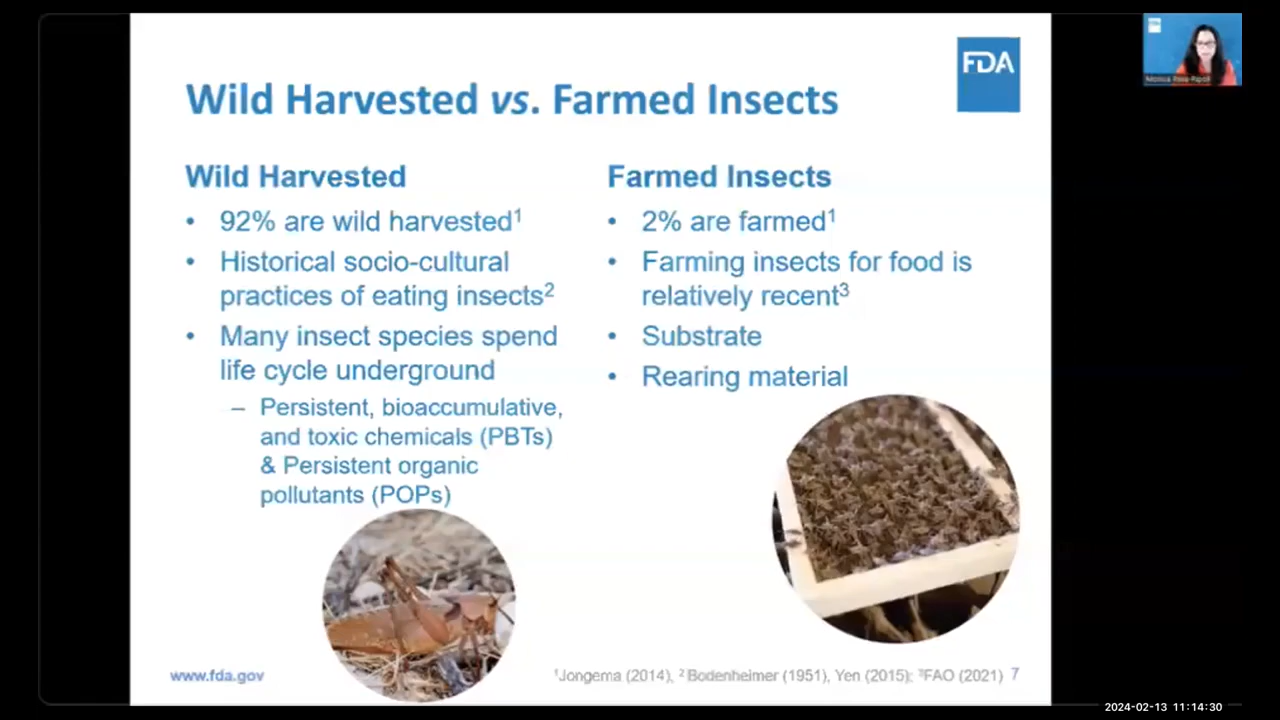 FDA
Wild Harvested vs. Farmed Insects
Wild Harvested
• 92% are wild harvested¹
• Historical socio-cultural
practices of eating insects²
• Many insect species spend
life cycle underground
– Persistent, bioaccumulative,
and toxic chemicals (PBTs)
& Persistent organic
pollutants (POPs)
Farmed Insects
• 2% are farmed¹
• Farming insects for food is
relatively recent³
• Substrate
• Rearing material
www.fda.gov
¹Jongema (2014), ²Bodenheimer (1951), Yen (2015); ³FAO (2021) 7
2024-02-13 11:14:30